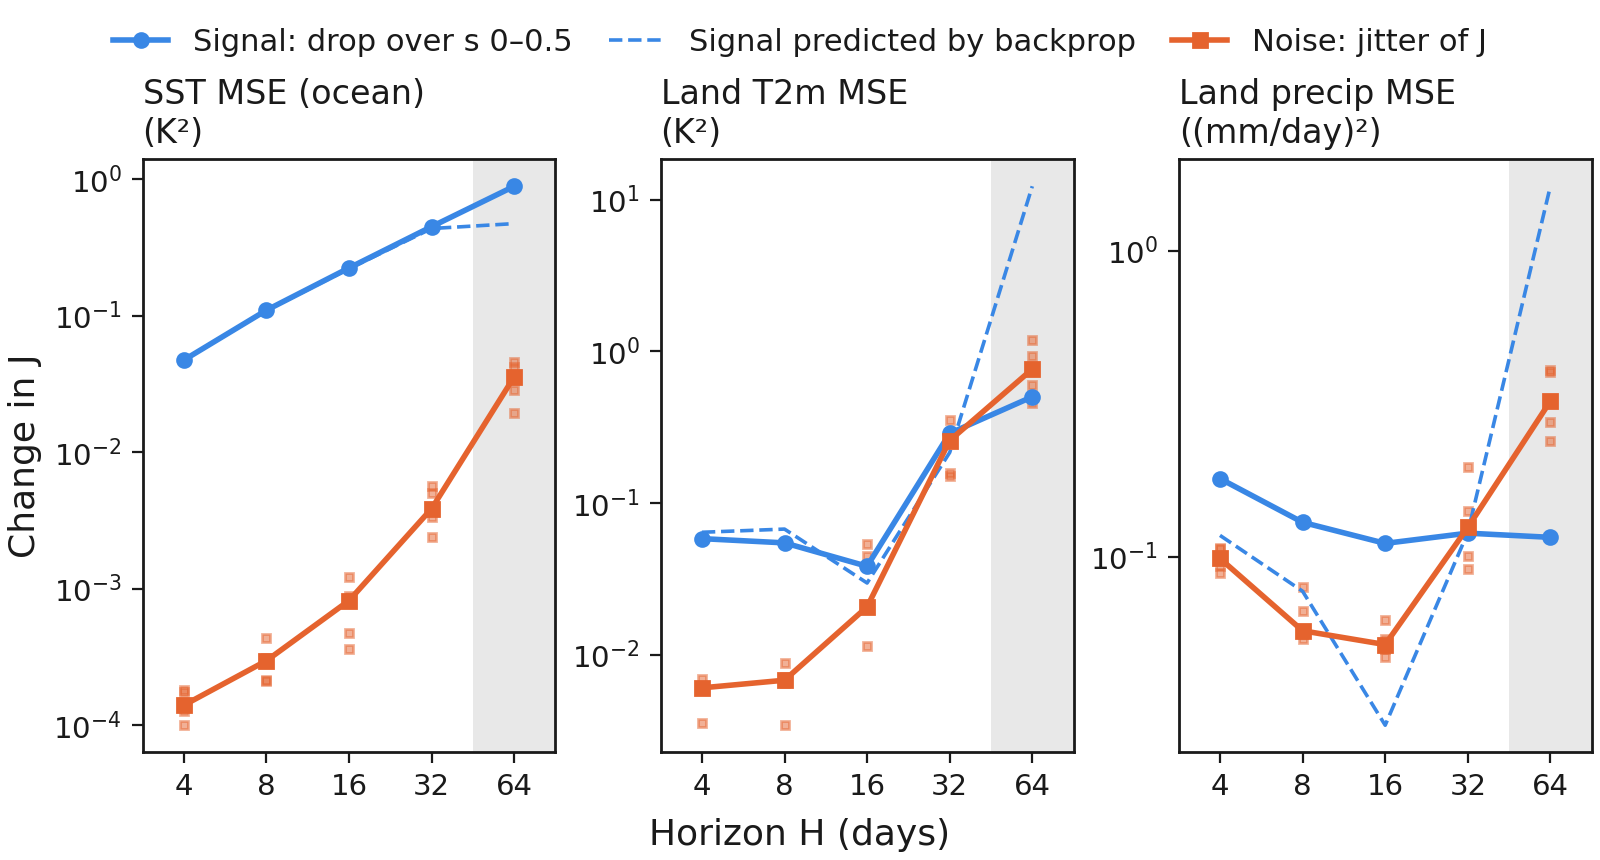 Signal: drop over s 0–0.5
Signal predicted by backprop
Noise: jitter of J
SST MSE (ocean)
(K²)
Land T2m MSE
(K²)
Land precip MSE
((mm/day)²)
Change in J
10⁰
10⁻¹
10⁻²
10⁻³
10⁻⁴
4 8 16 32 64
10¹
10⁰
10⁻¹
10⁻²
4 8 16 32 64
10⁰
10⁻¹
4 8 16 32 64
Horizon H (days)